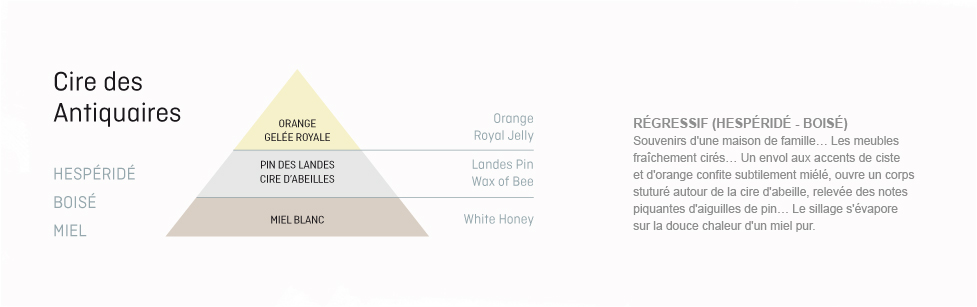 Cire des
Antiquaires
HESPÉRIDÉ
BOISÉ
MIEL
ORANGE
GELÉE ROYALE
PIN DES LANDES
CIRE D'ABEILLES
MIEL BLANC
Orange
Royal Jelly
Landes Pin
Wax of Bee
White Honey
RÉGRESSIF (HESPÉRIDÉ - BOISÉ)
Souvenirs d'une maison de famille... Les meubles
fraîchement cirés... Un envol aux accents de ciste
et d'orange confite subtilement miélé, ouvre un corps
stuturé autour de la cire d'abeille, relevée des notes
piquantes d'aiguilles de pin... Le sillage s'évapore
sur la douce chaleur d'un miel pur.